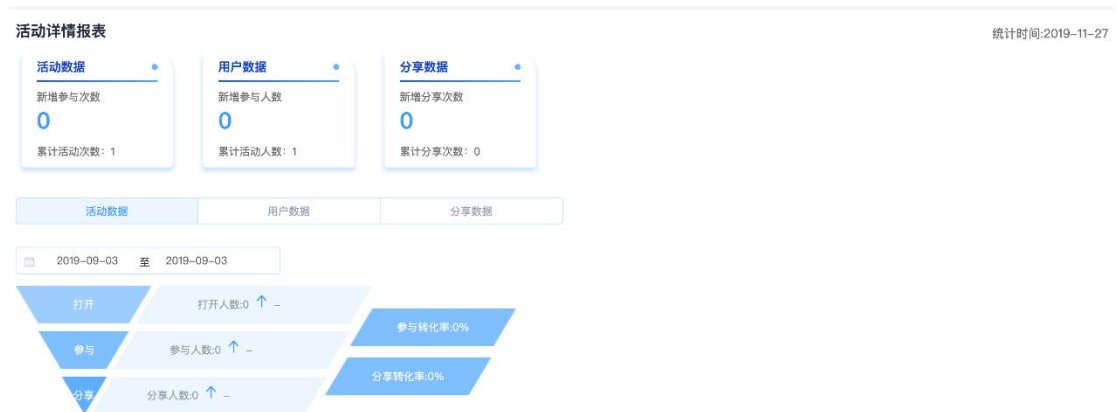 活动详情报表
统计时间:2019-11-27
活动数据 用户数据 分享数据
新增参与次数 新增参与人数 新增分享次数
0 0 0
累计活动次数：1 累计活动人数：1 累计分享次数：0
活动数据 用户数据 分享数据
2019-09-03 至 2019-09-03
打开 打开人数:0 ↑ –
参与转化率:0%
参与 参与人数:0 ↑ –
分享转化率:0%
分享 分享人数:0 ↑ –